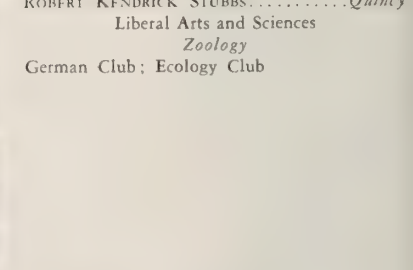 ROBERT KENDRICK STUBBS...........Quincy
Liberal Arts and Sciences
Zoology
German Club; Ecology Club